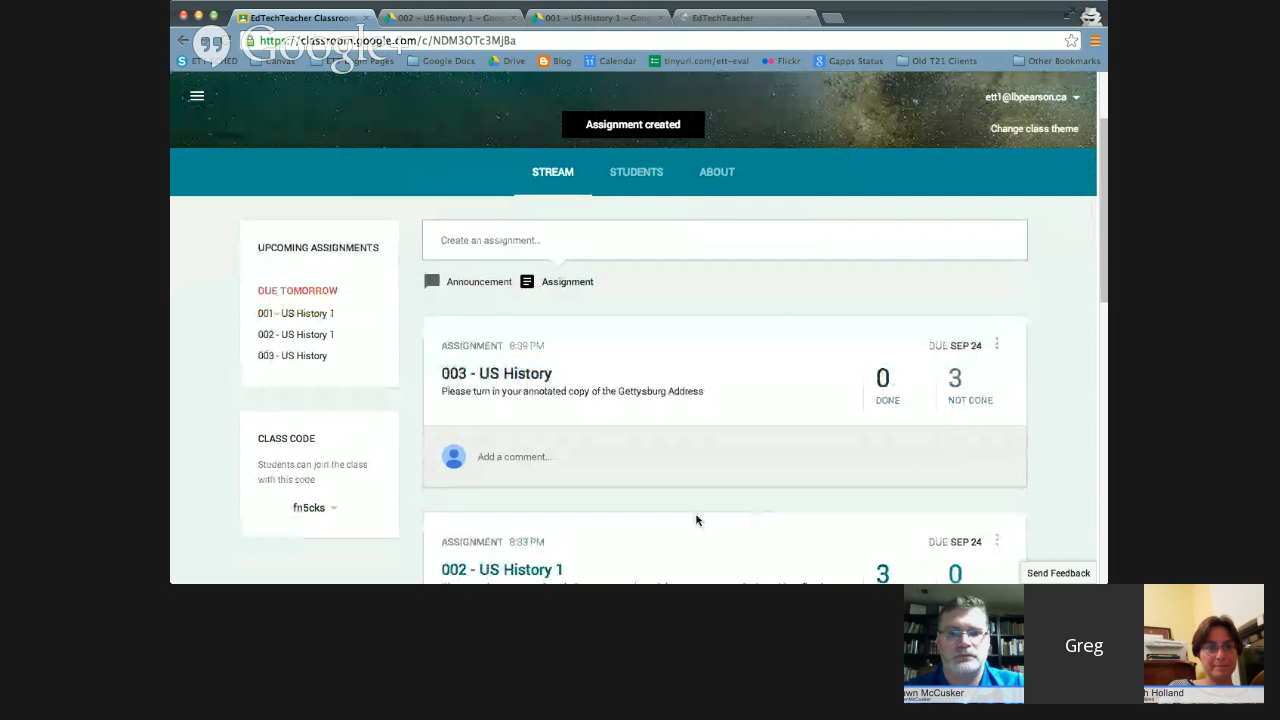 EdTechTeacher Classroom
002 - US History 1 - Goog
001 - US History 1 - Google
EdTechTeacher
Google+
https://classroom.google.com/c/NDM3OTc3MjBa
Canvas
Google Docs
Drive
Blog
Calendar
tinyurl.com/ett-eval
Flickr
Gapps Status
Old T21 Clients
Other Bookmarks
ett1@lbpearson.ca
Assignment created
Change class theme
STREAM
STUDENTS
ABOUT
UPCOMING ASSIGNMENTS
DUE TOMORROW
001 - US History 1
002 - US History 1
003 - US History
CLASS CODE
Students can join the class
with this code
fn5cks
Create an assignment...
Announcement
Assignment
ASSIGNMENT 8:39 PM
DUE SEP 24
003 - US History
Please turn in your annotated copy of the Gettysburg Address
0
DONE
3
NOT DONE
Add a comment...
ASSIGNMENT 8:33 PM
DUE SEP 24
002 - US History 1
3
0
Send Feedback
Greg
wn McCusker
h Holland